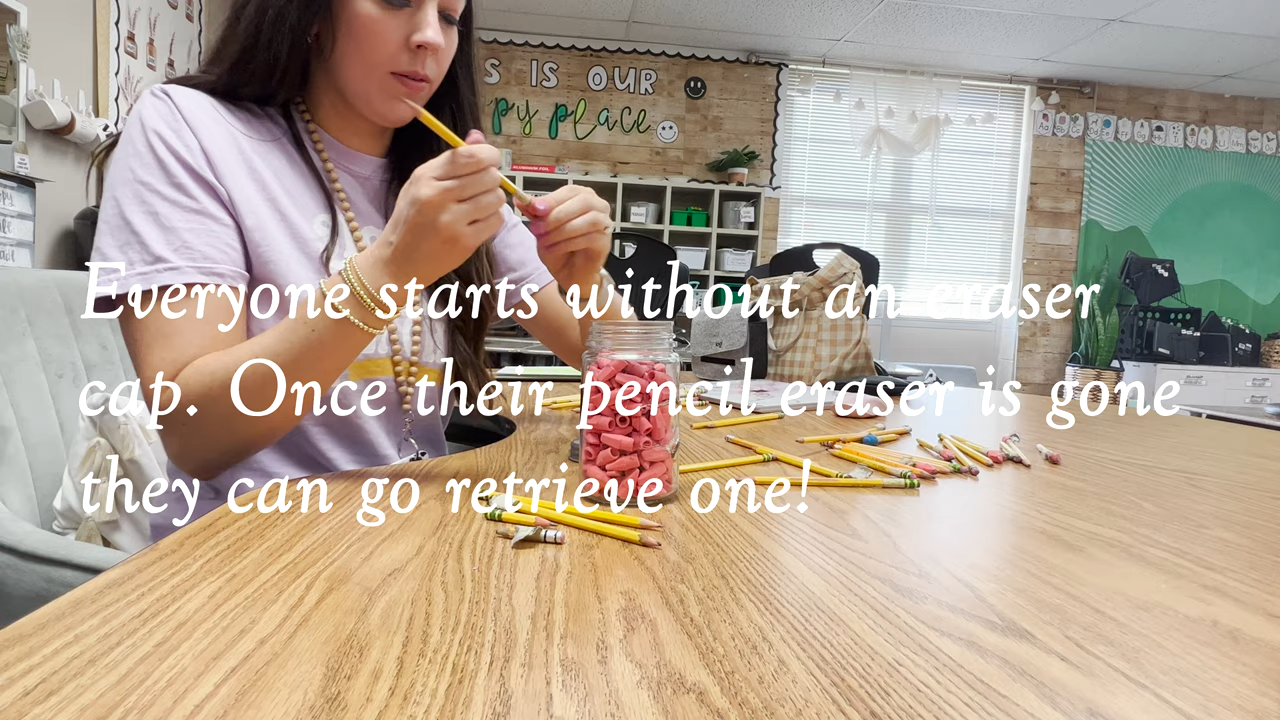 S IS OUR
PY place
Everyone starts without an eraser
cap. Once their pencil eraser is gone
they can go retrieve one!